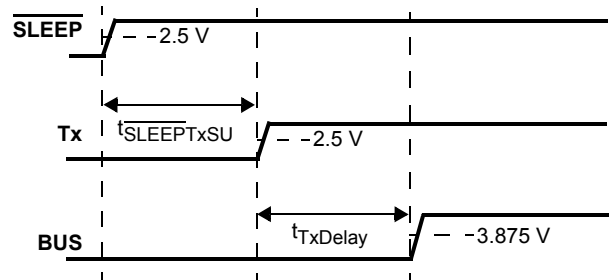 SLEEP
2.5 V
tSLEEPTxSU
Tx
2.5 V
tTxDelay
BUS
3.875 V